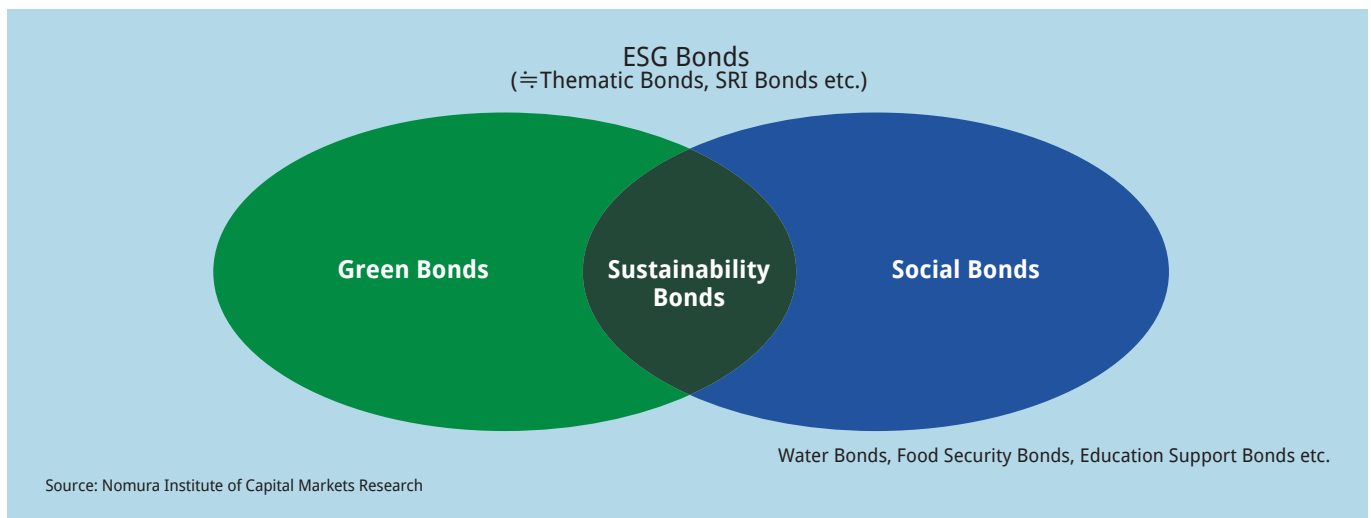 ESG Bonds
(≒Thematic Bonds, SRI Bonds etc.)
Green Bonds
Sustainability
Bonds
Social Bonds
Water Bonds, Food Security Bonds, Education Support Bonds etc.
Source: Nomura Institute of Capital Markets Research